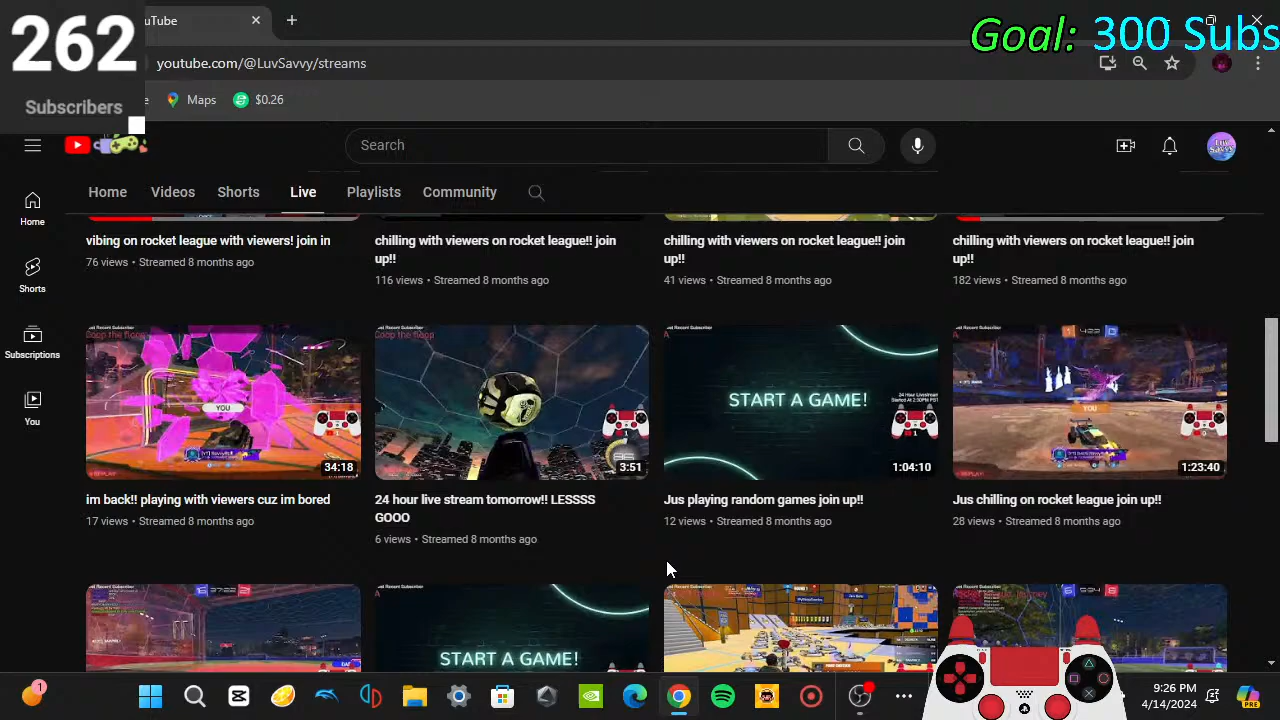 262
Subscribers
uTube
Goal: 300 Subs
youtube.com/@LuvSavvy/streams
Maps
$0.26
Search
Home Videos Shorts Live Playlists Community
Home
Shorts
Subscriptions
You
vibing on rocket league with viewers! join in
76 views • Streamed 8 months ago
chilling with viewers on rocket league!! join
up!!
116 views • Streamed 8 months ago
chilling with viewers on rocket league!! join
up!!
41 views • Streamed 8 months ago
chilling with viewers on rocket league!! join
up!!
182 views • Streamed 8 months ago
YOU
34:18
im back!! playing with viewers cuz im bored
17 views • Streamed 8 months ago
3:51
24 hour live stream tomorrow!! LESSSS
GOOO
6 views • Streamed 8 months ago
START A GAME!
1:04:10
Jus playing random games join up!!
12 views • Streamed 8 months ago
YOU
1:23:40
Jus chilling on rocket league join up!!
28 views • Streamed 8 months ago
START A GAME!
1
9:26 PM
4/14/2024
PRE